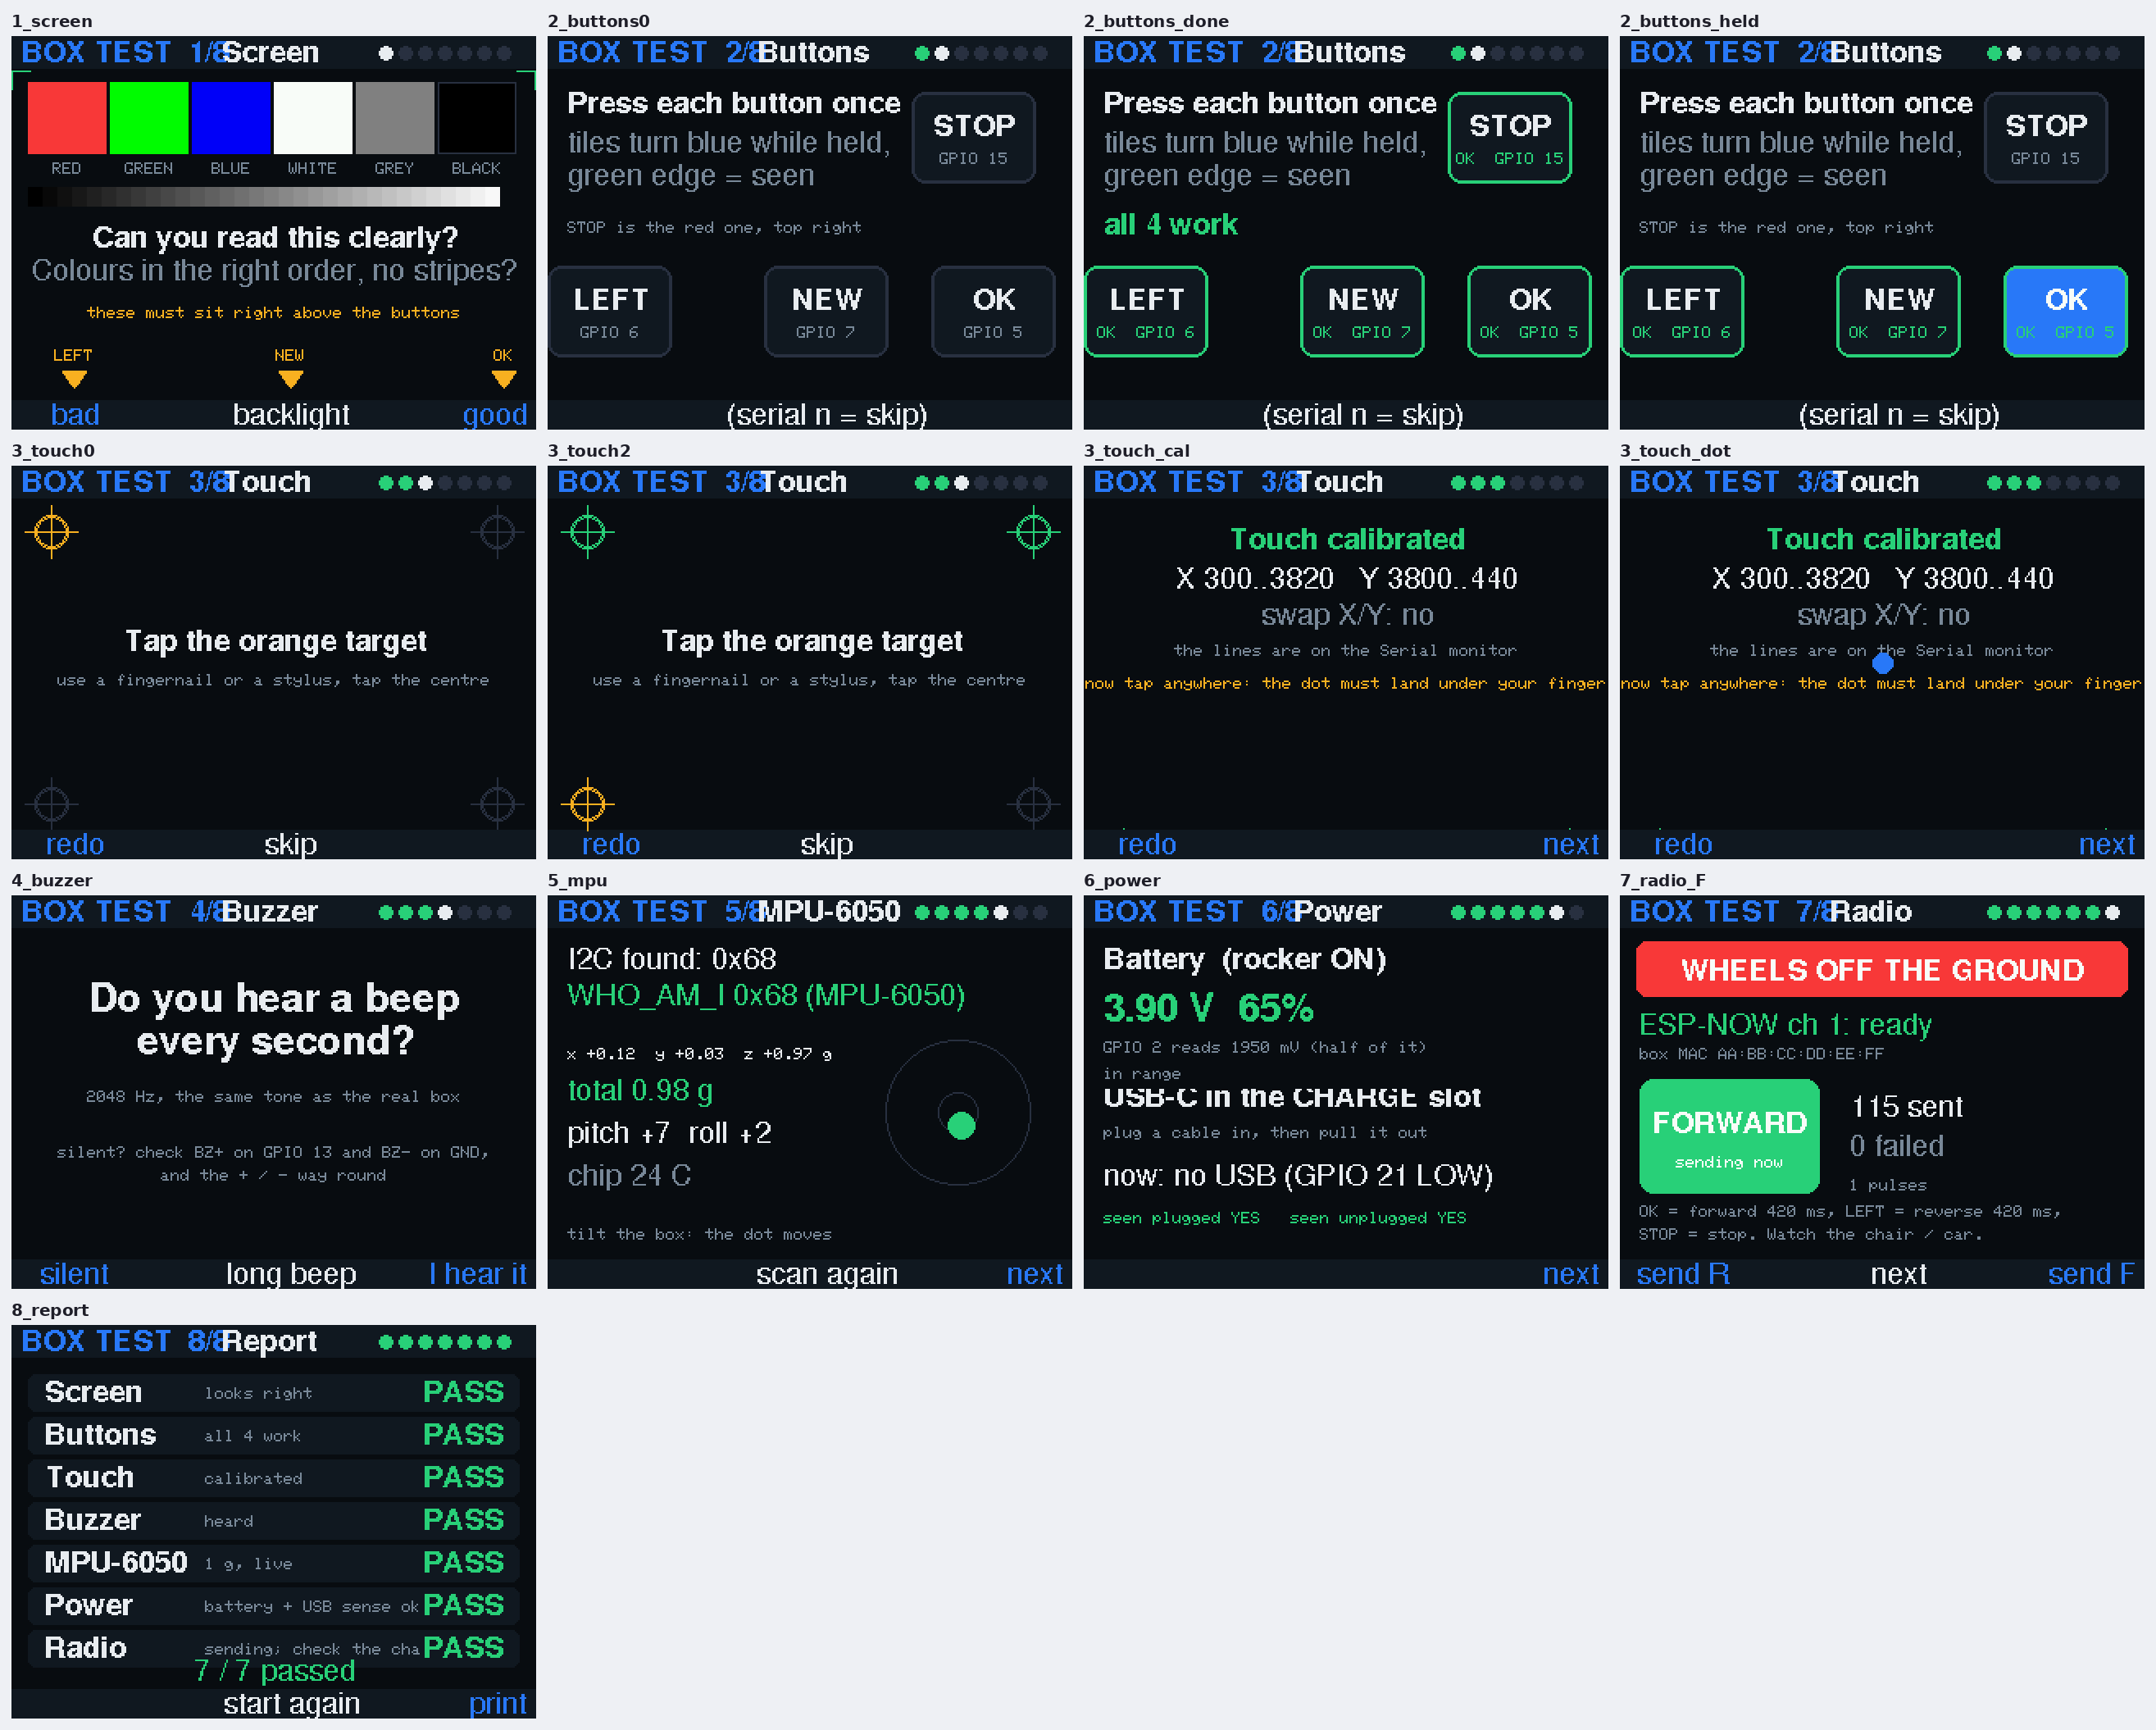 1_screen
BOX TEST 1/8 Screen
RED GREEN BLUE WHITE GREY BLACK
Can you read this clearly?
Colours in the right order, no stripes?
these must sit right above the buttons
LEFT NEW OK
bad backlight good
2_buttons0
BOX TEST 2/8 Buttons
Press each button once
tiles turn blue while held,
green edge = seen
STOP
GPIO 15
STOP is the red one, top right
LEFT NEW OK
GPIO 6 GPIO 7 GPIO 5
(serial n = skip)
2_buttons_done
BOX TEST 2/8 Buttons
Press each button once
tiles turn blue while held,
green edge = seen
STOP
OK GPIO 15
all 4 work
LEFT NEW OK
OK GPIO 6 OK GPIO 7 OK GPIO 5
(serial n = skip)
2_buttons_held
BOX TEST 2/8 Buttons
Press each button once
tiles turn blue while held,
green edge = seen
STOP
GPIO 15
STOP is the red one, top right
LEFT NEW OK
OK GPIO 6 OK GPIO 7 OK GPIO 5
(serial n = skip)
3_touch0
BOX TEST 3/8 Touch
Tap the orange target
use a fingernail or a stylus, tap the centre
redo skip
3_touch2
BOX TEST 3/8 Touch
Tap the orange target
use a fingernail or a stylus, tap the centre
redo skip
3_touch_cal
BOX TEST 3/8 Touch
Touch calibrated
X 300..3820 Y 3800..440
swap X/Y: no
the lines are on the Serial monitor
now tap anywhere: the dot must land under your finger
redo next
3_touch_dot
BOX TEST 3/8 Touch
Touch calibrated
X 300..3820 Y 3800..440
swap X/Y: no
the lines are on the Serial monitor
now tap anywhere: the dot must land under your finger
redo next
4_buzzer
BOX TEST 4/8 Buzzer
Do you hear a beep
every second?
2048 Hz, the same tone as the real box
silent? check BZ+ on GPIO 13 and BZ- on GND,
and the + / - way round
silent long beep I hear it
5_mpu
BOX TEST 5/8 MPU-6050
I2C found: 0x68
WHO_AM_I 0x68 (MPU-6050)
x +0.12 y +0.03 z +0.97 g
total 0.98 g
pitch +7 roll +2
chip 24 C
tilt the box: the dot moves
scan again next
6_power
BOX TEST 6/8 Power
Battery (rocker ON)
3.90 V 65%
GPIO 2 reads 1950 mV (half of it)
in range
USB-C in the CHARGE slot
plug a cable in, then pull it out
now: no USB (GPIO 21 LOW)
seen plugged YES seen unplugged YES
next
7_radio_F
BOX TEST 7/8 Radio
WHEELS OFF THE GROUND
ESP-NOW ch 1: ready
box MAC AA:BB:CC:DD:EE:FF
FORWARD
sending now
115 sent
0 failed
1 pulses
OK = forward 420 ms, LEFT = reverse 420 ms,
STOP = stop. Watch the chair / car.
send R next send F
8_report
BOX TEST 8/8 Report
Screen looks right PASS
Buttons all 4 work PASS
Touch calibrated PASS
Buzzer heard PASS
MPU-6050 1 g, live PASS
Power battery + USB sense ok PASS
Radio sending; check the cha PASS
7 / 7 passed
start again print